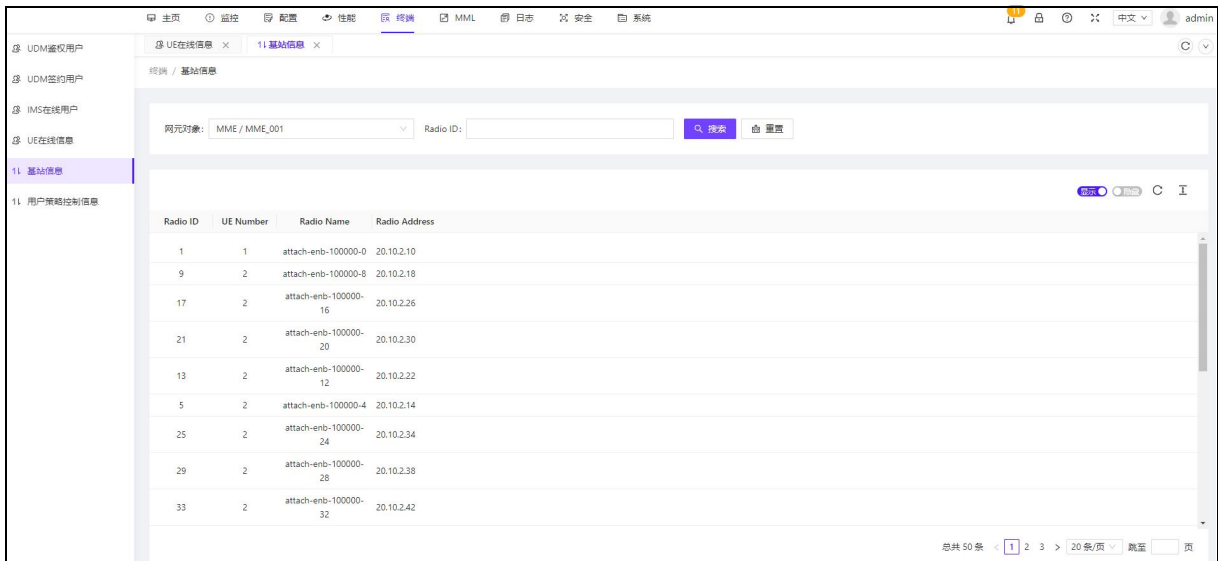 主页 监控 配置 性能 终端 MML 日志 安全 系统 11 中文 admin
UDM鉴权用户
UDM签约用户
IMS在线用户
UE在线信息
基站信息
用户策略控制信息
UE在线信息 基站信息
终端 / 基站信息
网元对象: MME / MME_001 Radio ID: 搜索 重置
显示 隐藏
Radio ID UE Number Radio Name Radio Address
1 1 attach-enb-100000-0 20.10.2.10
9 2 attach-enb-100000-8 20.10.2.18
17 2 attach-enb-100000-16 20.10.2.26
21 2 attach-enb-100000-20 20.10.2.30
13 2 attach-enb-100000-12 20.10.2.22
5 2 attach-enb-100000-4 20.10.2.14
25 2 attach-enb-100000-24 20.10.2.34
29 2 attach-enb-100000-28 20.10.2.38
33 2 attach-enb-100000-32 20.10.2.42
总共 50 条 < 1 2 3 > 20 条/页 跳至 页